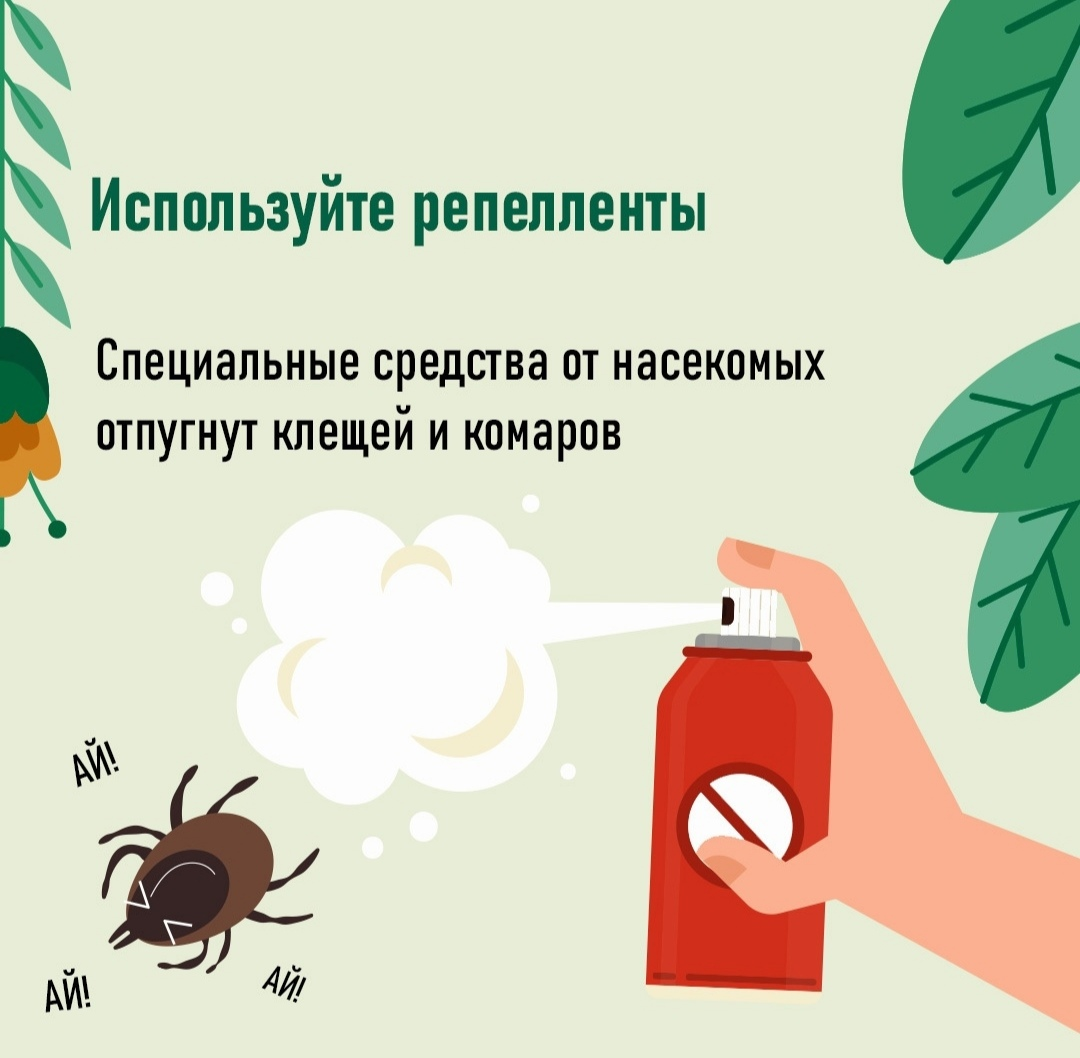 Используйте репелленты
Специальные средства от насекомых
отпугнут клещей и комаров
АЙ!
АЙ!
АЙ!